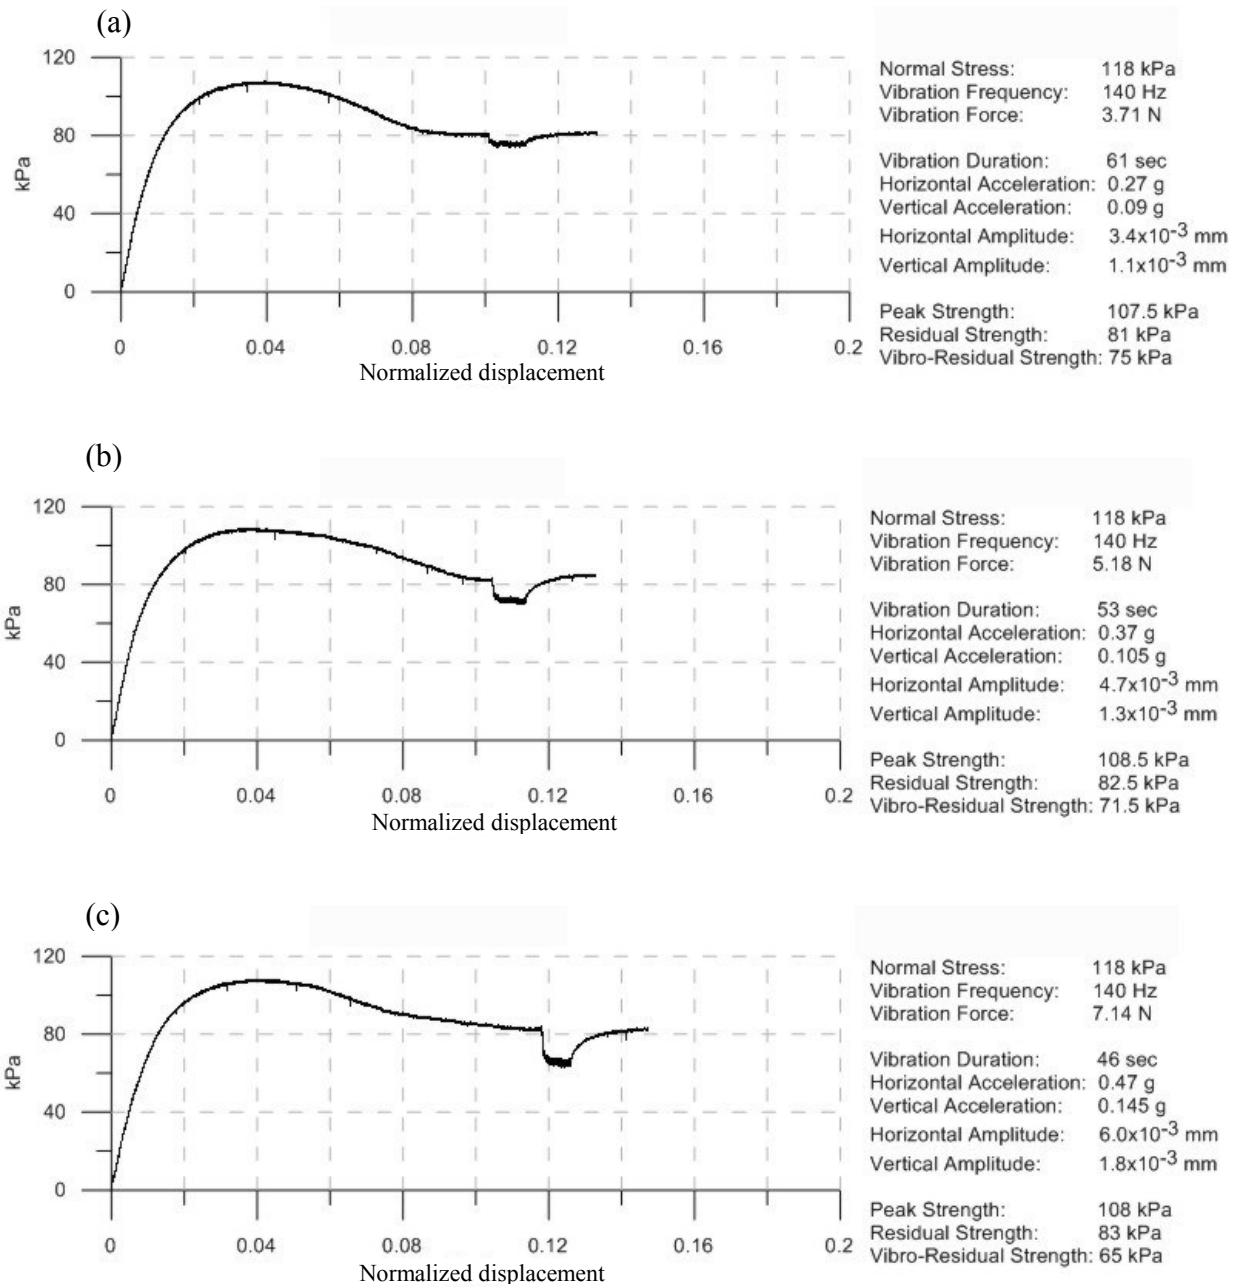 (a)
120
80
40
0
kPa
0 0.04 0.08 0.12 0.16 0.2
Normalized displacement
Normal Stress: 118 kPa
Vibration Frequency: 140 Hz
Vibration Force: 3.71 N
Vibration Duration: 61 sec
Horizontal Acceleration: 0.27 g
Vertical Acceleration: 0.09 g
Horizontal Amplitude: 3.4x10⁻³ mm
Vertical Amplitude: 1.1x10⁻³ mm
Peak Strength: 107.5 kPa
Residual Strength: 81 kPa
Vibro-Residual Strength: 75 kPa
(b)
120
80
40
0
kPa
0 0.04 0.08 0.12 0.16 0.2
Normalized displacement
Normal Stress: 118 kPa
Vibration Frequency: 140 Hz
Vibration Force: 5.18 N
Vibration Duration: 53 sec
Horizontal Acceleration: 0.37 g
Vertical Acceleration: 0.105 g
Horizontal Amplitude: 4.7x10⁻³ mm
Vertical Amplitude: 1.3x10⁻³ mm
Peak Strength: 108.5 kPa
Residual Strength: 82.5 kPa
Vibro-Residual Strength: 71.5 kPa
(c)
120
80
40
0
kPa
0 0.04 0.08 0.12 0.16 0.2
Normalized displacement
Normal Stress: 118 kPa
Vibration Frequency: 140 Hz
Vibration Force: 7.14 N
Vibration Duration: 46 sec
Horizontal Acceleration: 0.47 g
Vertical Acceleration: 0.145 g
Horizontal Amplitude: 6.0x10⁻³ mm
Vertical Amplitude: 1.8x10⁻³ mm
Peak Strength: 108 kPa
Residual Strength: 83 kPa
Vibro-Residual Strength: 65 kPa